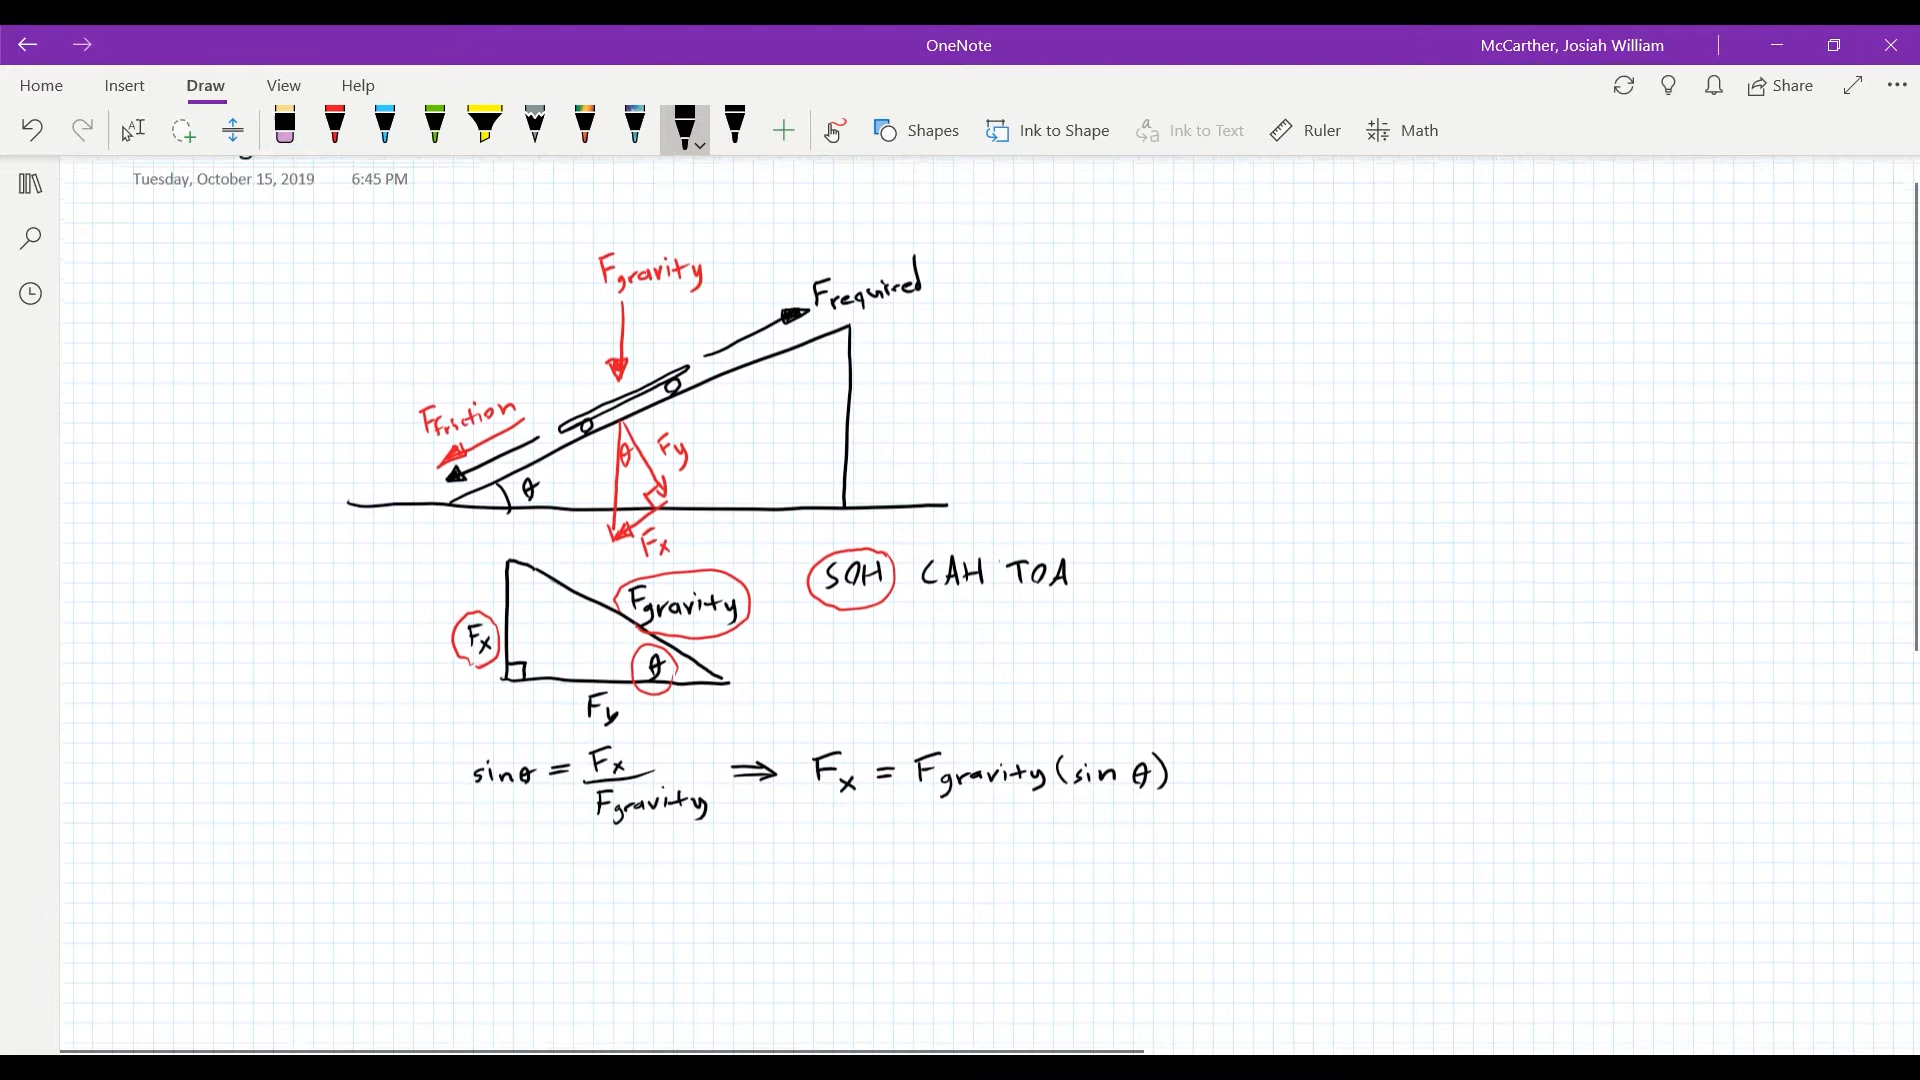 OneNote
McCarther, Josiah William
Home Insert Draw View Help
Share
Shapes Ink to Shape Ink to Text Ruler Math
Tuesday, October 15, 2019 6:45 PM
Fgravity
Frequired
Ffriction
θ Fy
θ
Fx
SOH CAH TOA
Fgravity
Fx
θ
Fy
sinθ = Fx / Fgravity ⇒ Fx = Fgravity (sin θ)